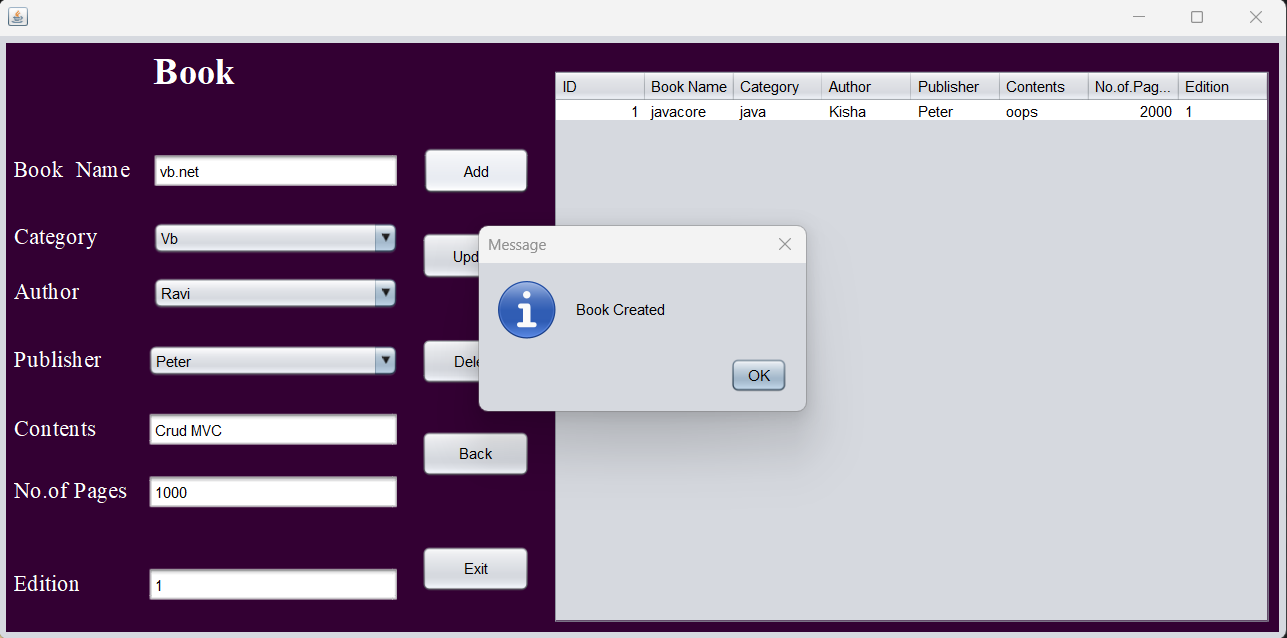 Book
Book Name vb.net Add
Category Vb Upd
Author Ravi
Publisher Peter Dele
Contents Crud MVC Back
No.of Pages 1000
Edition 1 Exit
ID Book Name Category Author Publisher Contents No.of.Pag... Edition
1 javacore java Kisha Peter oops 2000 1
Message
Book Created
OK